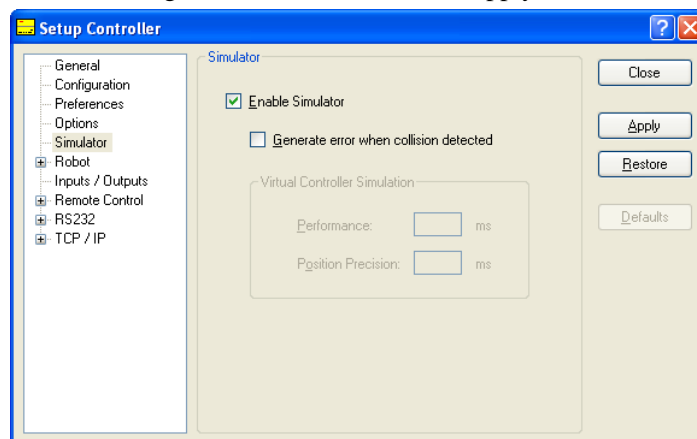 Setup Controller
General
Configuration
Preferences
Options
Simulator
Robot
Inputs / Outputs
Remote Control
RS232
TCP / IP
Simulator
Enable Simulator
Generate error when collision detected
Virtual Controller Simulation
Performance: ms
Position Precision: ms
Close
Apply
Restore
Defaults